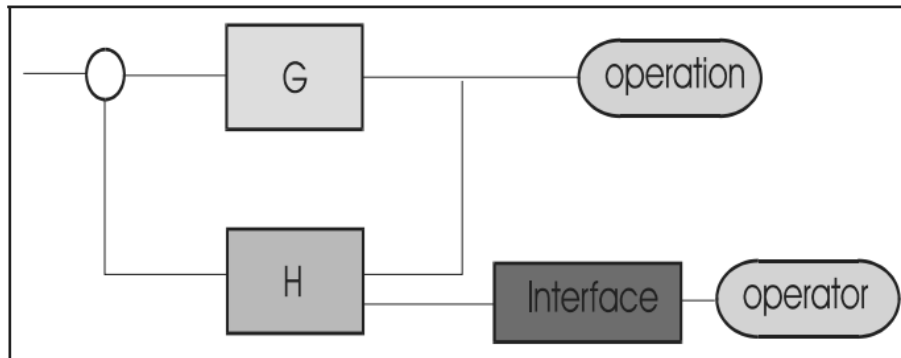 G
operation
H
Interface
operator